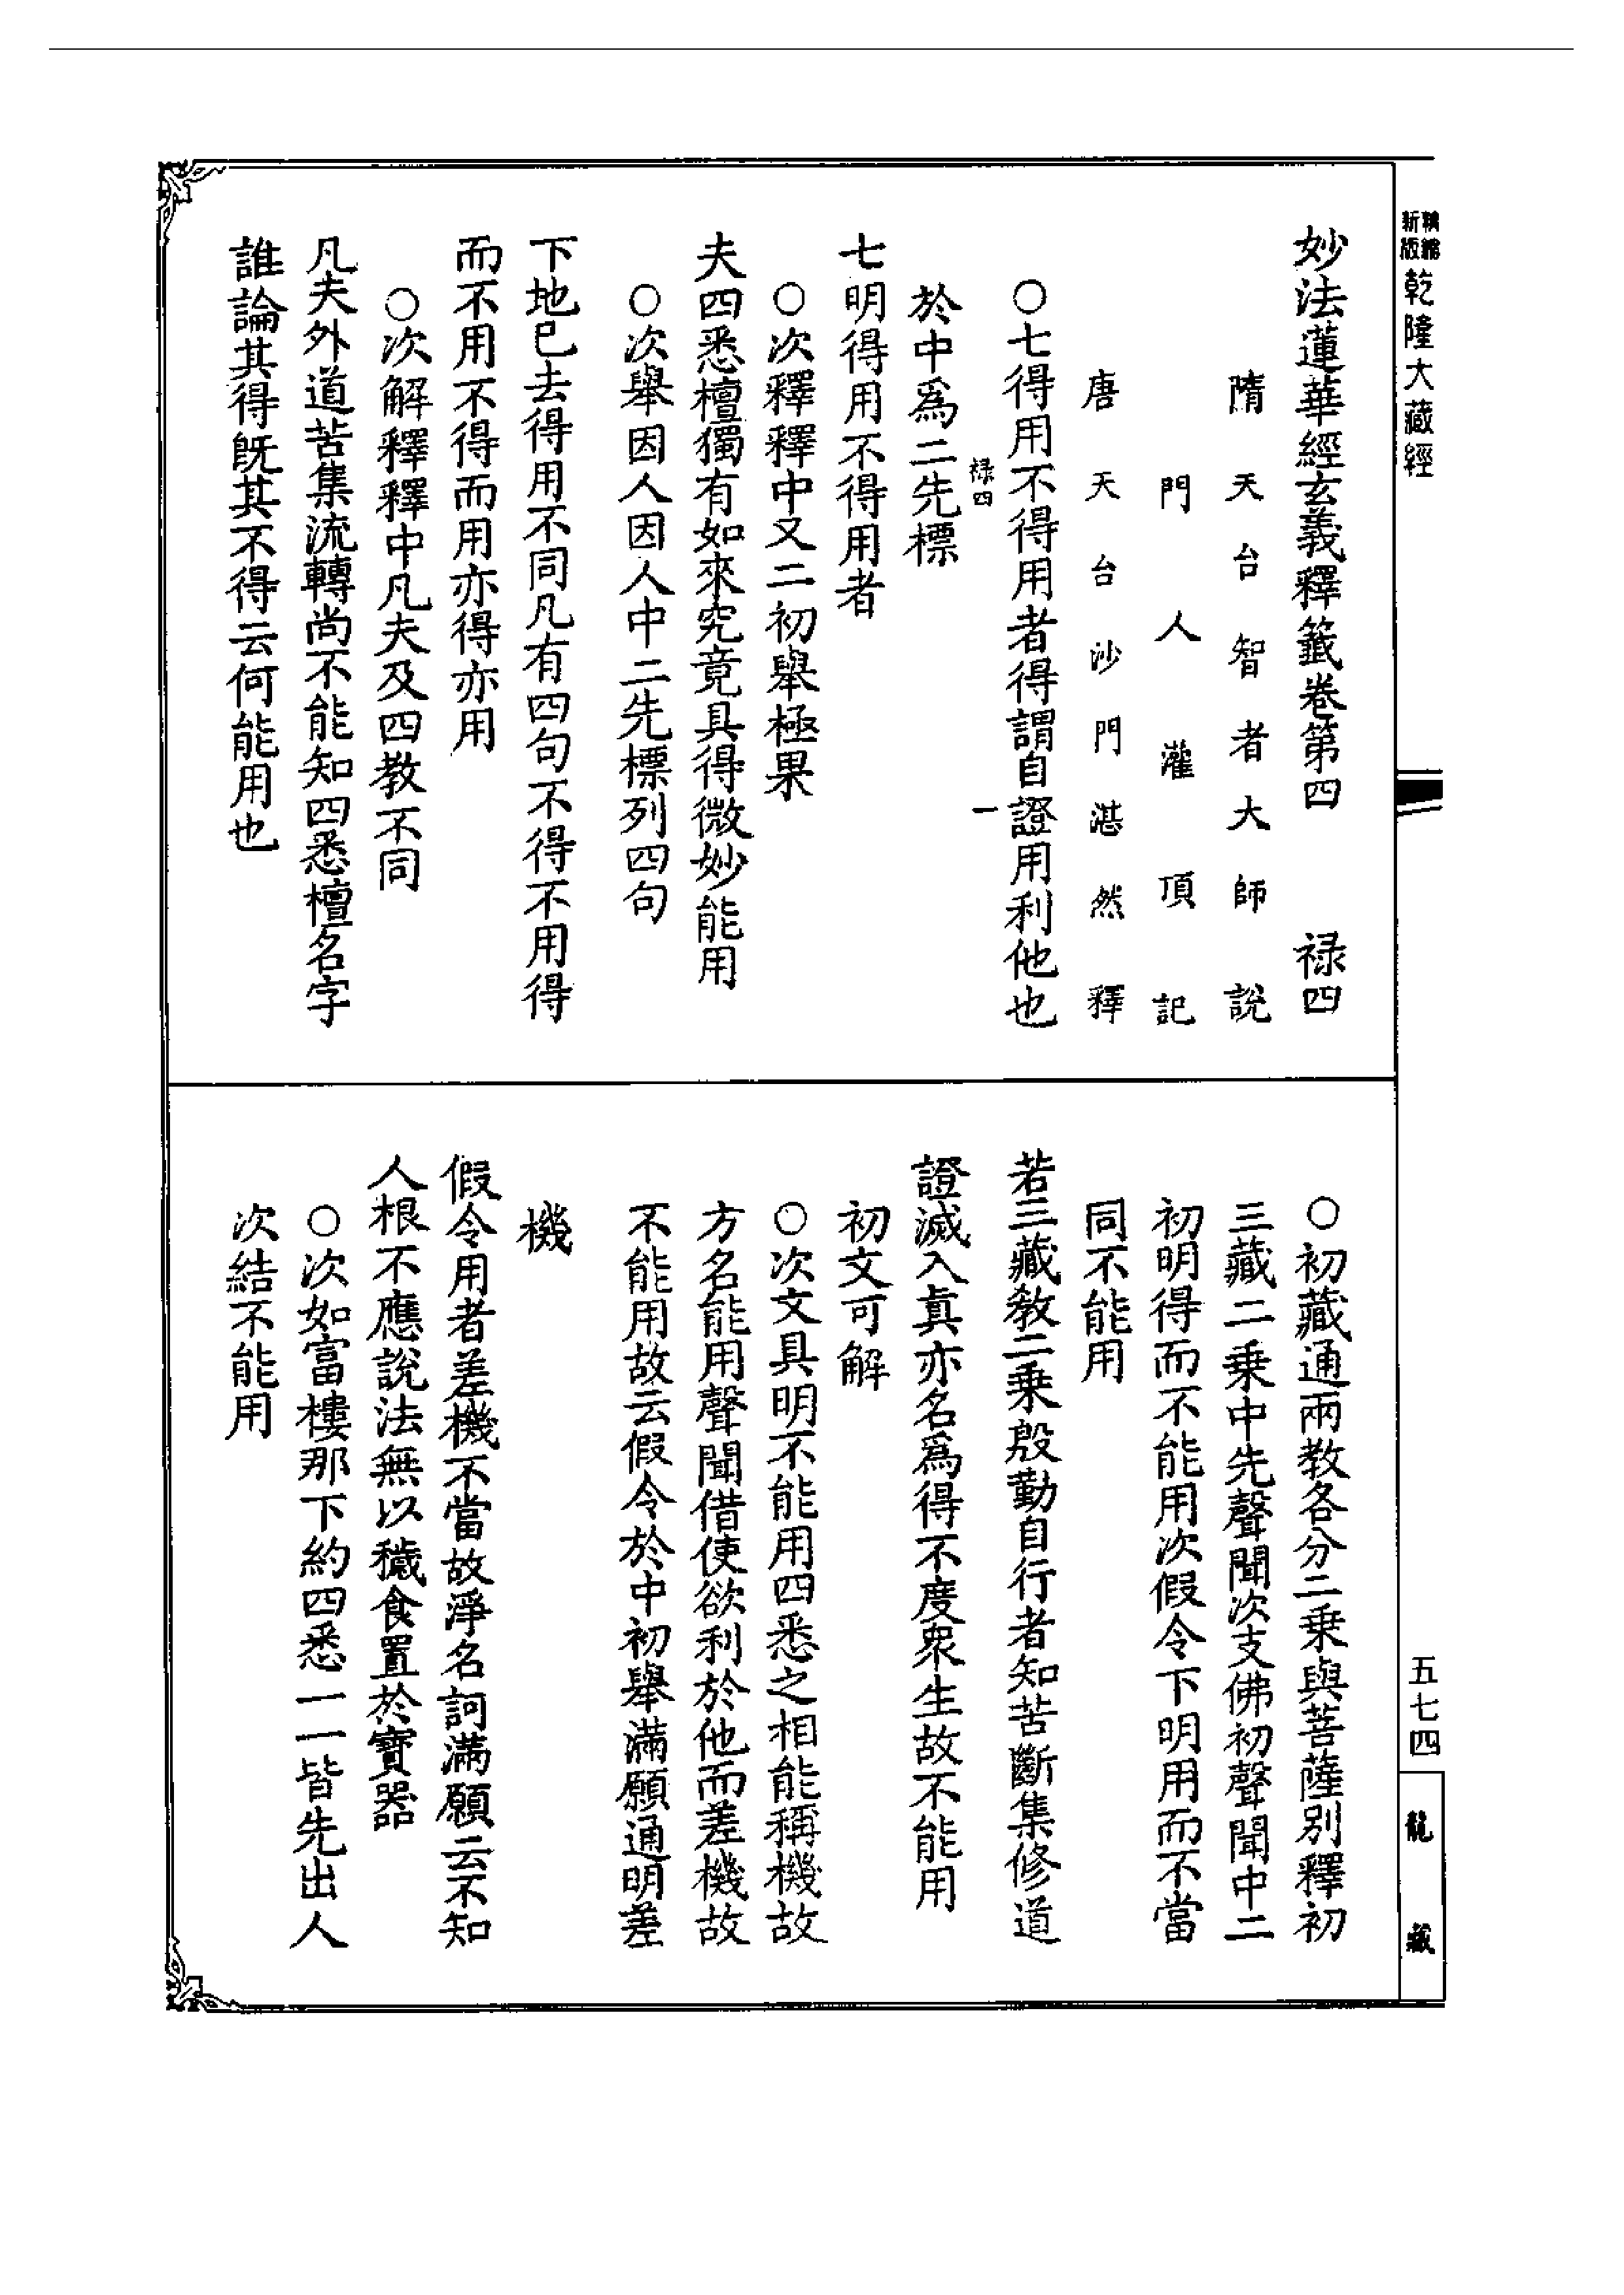 精縮新版乾隆大藏經
妙法蓮華經玄義釋籤卷第四 禄四
隋天台智者大師說
門人灌頂記
唐天台沙門湛然釋
○七得用不得用者得謂自證用利他也
禄四 一
於中爲二先標
七明得用不得用者
○次釋釋中又二初舉極果
夫四悉檀獨有如來究竟具得微妙能用
○次舉因人因人中二先標列四句
下地已去得用不同凡有四句不得不用得
而不用不得而用亦得亦用
○次解釋釋中凡夫及四教不同
凡夫外道苦集流轉尚不能知四悉檀名字
誰論其得旣其不得云何能用也
○初藏通兩教各分二乘與菩薩別釋初
三藏二乘中先聲聞次支佛初聲聞中二
初明得而不能用次假令下明用而不當
同不能用
若三藏教二乘殷勤自行者知苦斷集修道
證滅入眞亦名爲得不度衆生故不能用
初文可解
○次文具明不能用四悉之相能稱機故
方名能用聲聞借使欲利於他而差機故
不能用故云假令於中初舉滿願通明差
機
假令用者差機不當故淨名訶滿願云不知
人根不應說法無以穢食置於寶器
○次如富樓那下約四悉一一皆先出人
次結不能用
五七四
龍藏